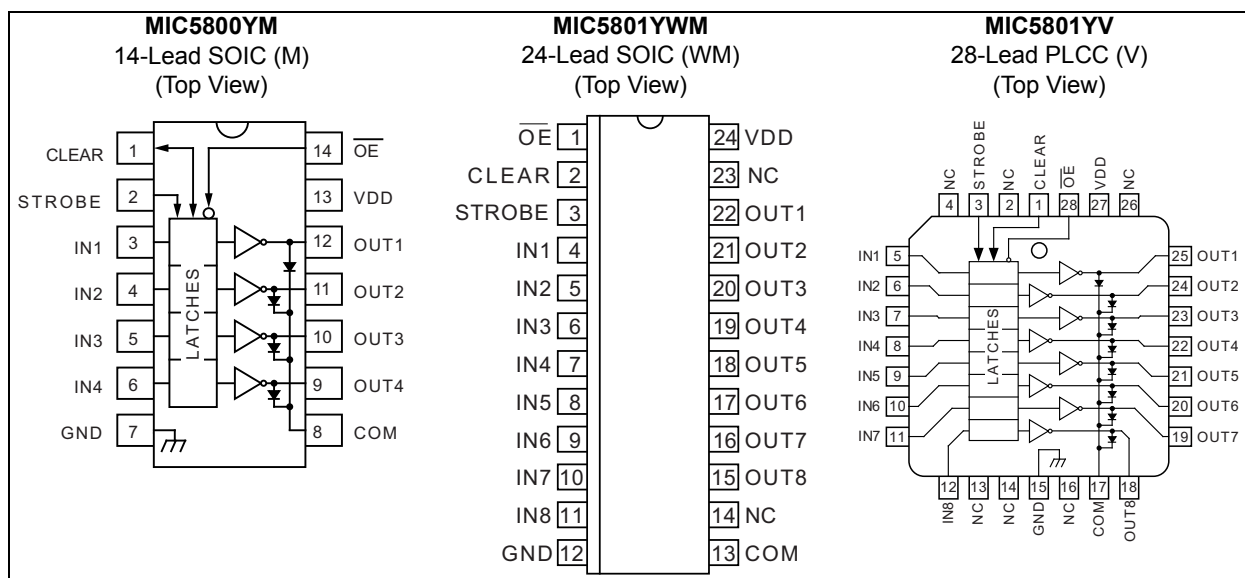 MIC5800YM
14-Lead SOIC (M)
(Top View)
CLEAR 1
14 OE
STROBE 2
13 VDD
IN1 3
12 OUT1
IN2 4
11 OUT2
IN3 5
10 OUT3
IN4 6
9 OUT4
GND 7
8 COM
LATCHES
MIC5801YWM
24-Lead SOIC (WM)
(Top View)
OE 1
24 VDD
CLEAR 2
23 NC
STROBE 3
22 OUT1
IN1 4
21 OUT2
IN2 5
20 OUT3
IN3 6
19 OUT4
IN4 7
18 OUT5
IN5 8
17 OUT6
IN6 9
16 OUT7
IN7 10
15 OUT8
IN8 11
14 NC
GND 12
13 COM
MIC5801YV
28-Lead PLCC (V)
(Top View)
NC
STROBE
NC
CLEAR
OE
VDD
NC
4 3 2 1 28 27 26
IN1 5
25 OUT1
IN2 6
24 OUT2
IN3 7
23 OUT3
IN4 8
22 OUT4
IN5 9
21 OUT5
IN6 10
20 OUT6
IN7 11
19 OUT7
LATCHES
12 13 14 15 16 17 18
IN8
NC
NC
GND
NC
COM
OUT8